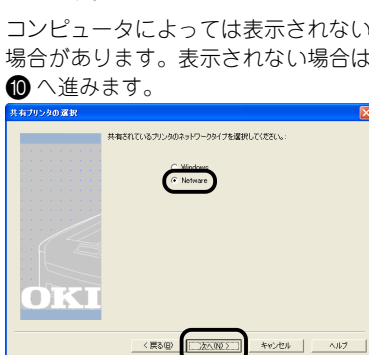 コンピュータによっては表示されない
場合があります。表示されない場合は
❿ へ進みます。
共有プリンタの選択
共有されているプリンタのネットワークタイプを選択してください。:
Windows
Netware
OKI
< 戻る(B)
次へ(N) >
キャンセル
ヘルプ